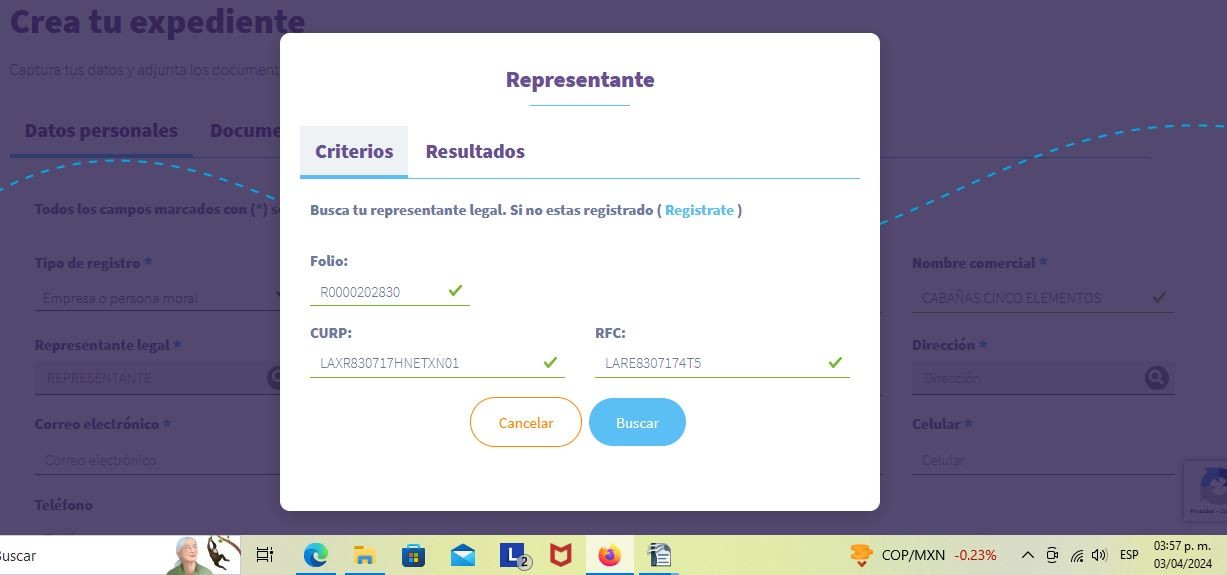 Crea tu expediente
Captura tus datos y adjunta los document
Datos personales Docume
Todos los campos marcados con (*) s
Tipo de registro *
Empresa o persona moral
Representante legal *
REPRESENTANTE
Correo electrónico *
Correo electrónico
Teléfono
Representante
Criterios Resultados
Busca tu representante legal. Si no estas registrado ( Registrate )
Folio:
R0000202830
CURP: RFC:
LAXR830717HNETXN01 LARE8307174T5
Cancelar Buscar
Nombre comercial *
CABAÑAS CINCO ELEMENTOS
Dirección *
Dirección
Celular *
Celular
Buscar
2
COP/MXN -0.23%
ESP
03:57 p. m.
03/04/2024